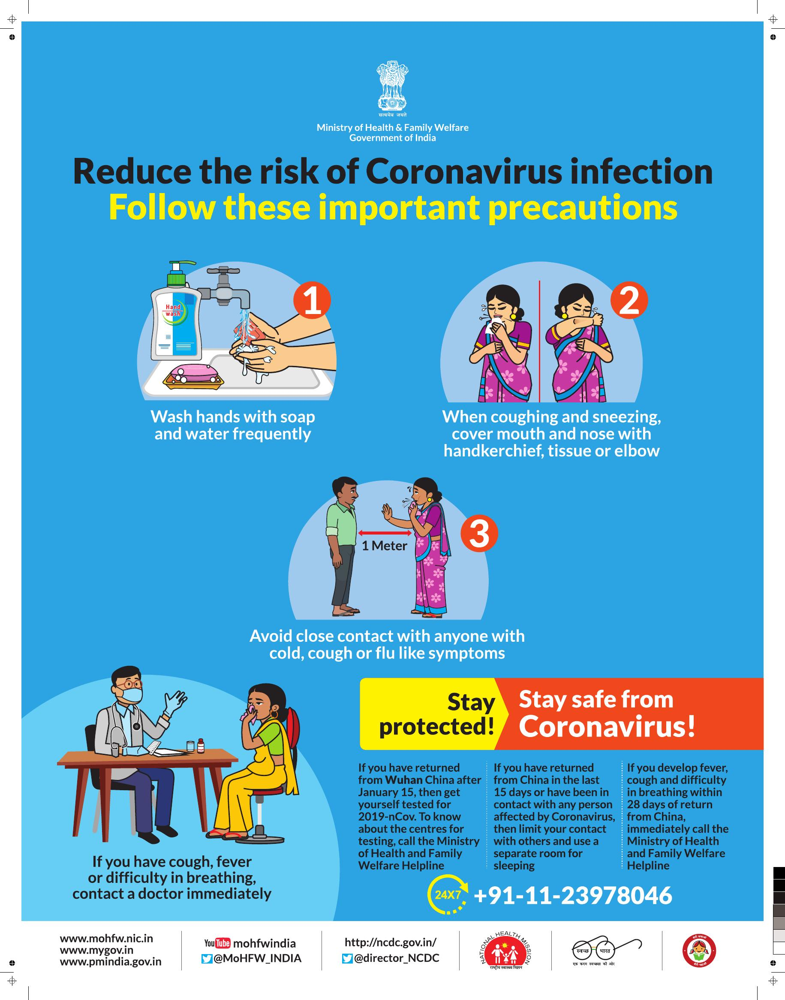 सत्यमेव जयते
Ministry of Health & Family Welfare
Government of India
Reduce the risk of Coronavirus infection
Follow these important precautions
Hand
wash
1
2
Wash hands with soap
and water frequently
When coughing and sneezing,
cover mouth and nose with
handkerchief, tissue or elbow
1 Meter
3
Avoid close contact with anyone with
cold, cough or flu like symptoms
If you have cough, fever
or difficulty in breathing,
contact a doctor immediately
Stay
protected!
Stay safe from
Coronavirus!
If you have returned
from Wuhan China after
January 15, then get
yourself tested for
2019-nCov. To know
about the centres for
testing, call the Ministry
of Health and Family
Welfare Helpline
If you have returned
from China in the last
15 days or have been in
contact with any person
affected by Coronavirus,
then limit your contact
with others and use a
separate room for
sleeping
If you develop fever,
cough and difficulty
in breathing within
28 days of return
from China,
immediately call the
Ministry of Health
and Family Welfare
Helpline
24X7 +91-11-23978046
www.mohfw.nic.in
www.mygov.in
www.pmindia.gov.in
YouTube mohfwindia
@MoHFW_INDIA
http://ncdc.gov.in/
@director_NCDC
NATIONAL HEALTH MISSION
राष्ट्रीय स्वास्थ्य मिशन
स्वच्छ भारत
एक कदम स्वच्छता की ओर
बेटी बचाओ
बेटी पढ़ाओ